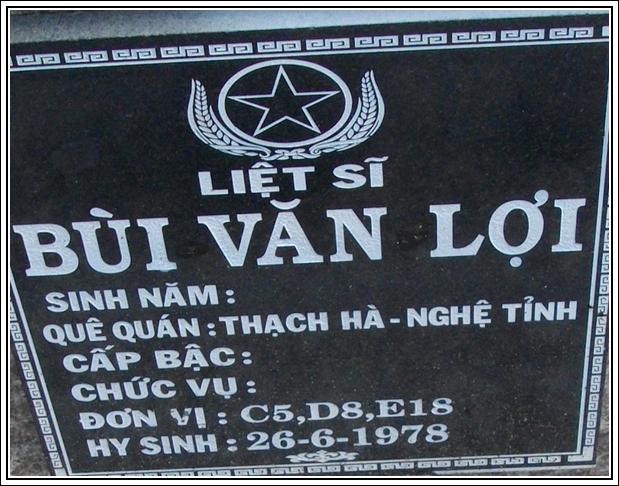 LIỆT SĨ
BÙI VĂN LỢI
SINH NĂM :
QUÊ QUÁN : THẠCH HÀ - NGHỆ TỈNH
CẤP BẬC :
CHỨC VỤ :
ĐƠN VỊ : C5,D8,E18
HY SINH : 26-6-1978